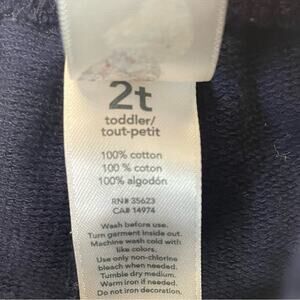 2t
toddler/
tout-petit
100% cotton
100 % coton
100% algodón
RN# 35623
CA# 14974
Wash before use.
Turn garment inside out.
Machine wash cold with
like colors.
Use only non-chlorine
bleach when needed.
Tumble dry medium.
Warm iron if needed.
Do not iron decoration.